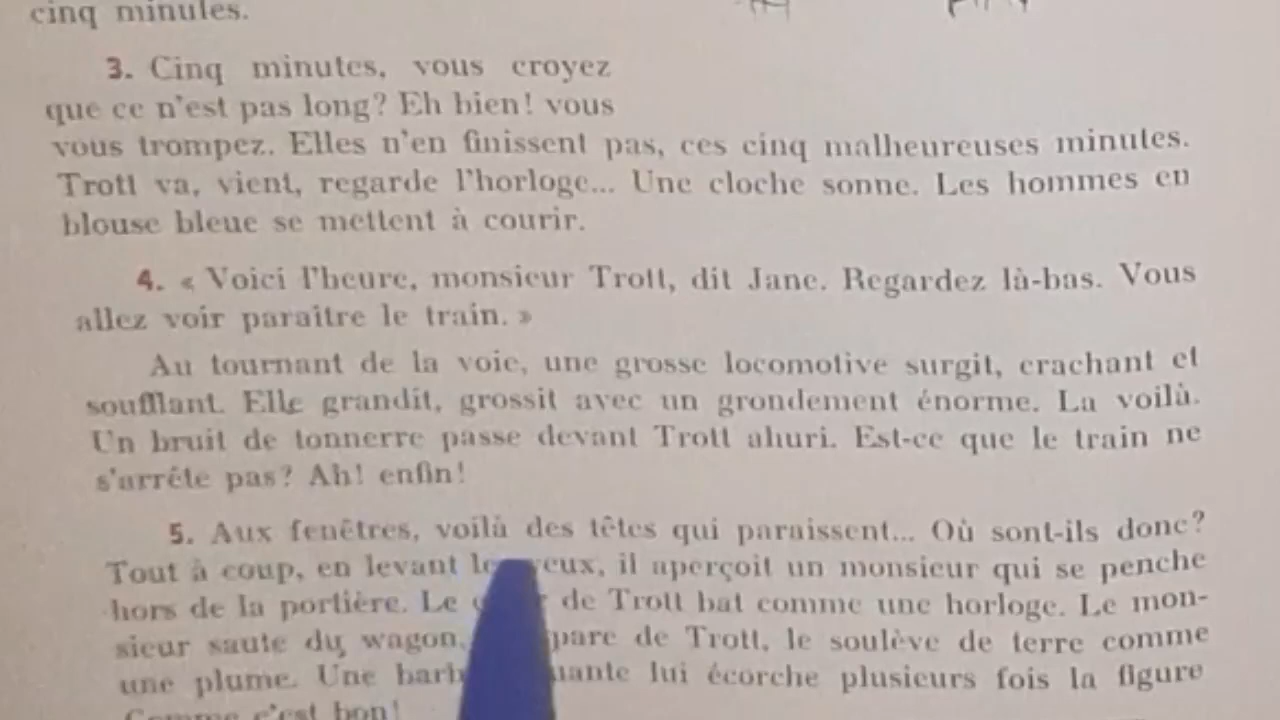 cinq minutes.
3. Cinq minutes, vous croyez
que ce n'est pas long? Eh bien! vous
vous trompez. Elles n'en finissent pas, ces cinq malheureuses minutes.
Trott va, vient, regarde l'horloge... Une cloche sonne. Les hommes en
blouse bleue se mettent à courir.
4. « Voici l'heure, monsieur Trott, dit Jane. Regardez là-bas. Vous
allez voir paraître le train. »
Au tournant de la voie, une grosse locomotive surgit, crachant et
soufflant. Elle grandit, grossit avec un grondement énorme. La voilà.
Un bruit de tonnerre passe devant Trott ahuri. Est-ce que le train ne
s'arrête pas? Ah! enfin!
5. Aux fenêtres, voilà des têtes qui paraissent... Où sont-ils donc?
Tout à coup, en levant yeux, il aperçoit un monsieur qui se penche
hors de la portière. Le de Trott bat comme une horloge. Le mon-
sieur saute du wagon, pare de Trott, le soulève de terre comme
une plume. Une lui écorche plusieurs fois la figure
Comme c'est bon!